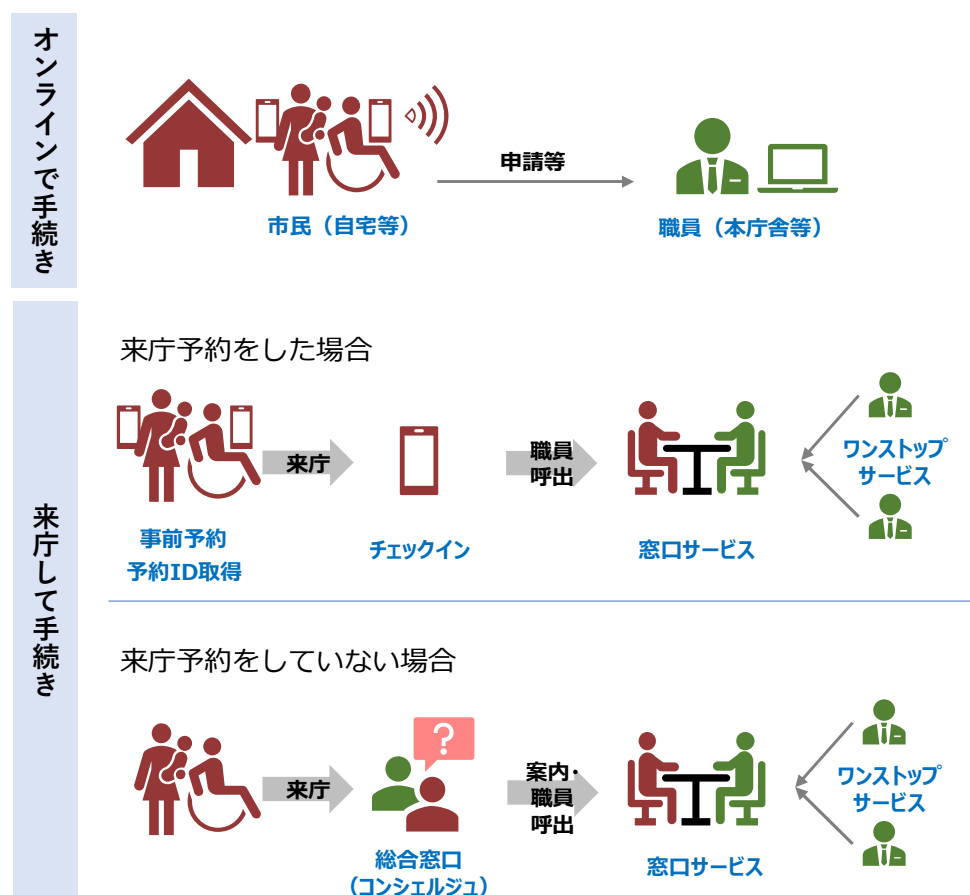 オンラインで手続き
申請等
市民（自宅等）
職員（本庁舎等）
来庁して手続き
来庁予約をした場合
来庁
職員
呼出
ワンストップ
サービス
事前予約
予約ID取得
チェックイン
窓口サービス
来庁予約をしていない場合
?
来庁
案内・
職員
呼出
ワンストップ
サービス
総合窓口
（コンシェルジュ）
窓口サービス